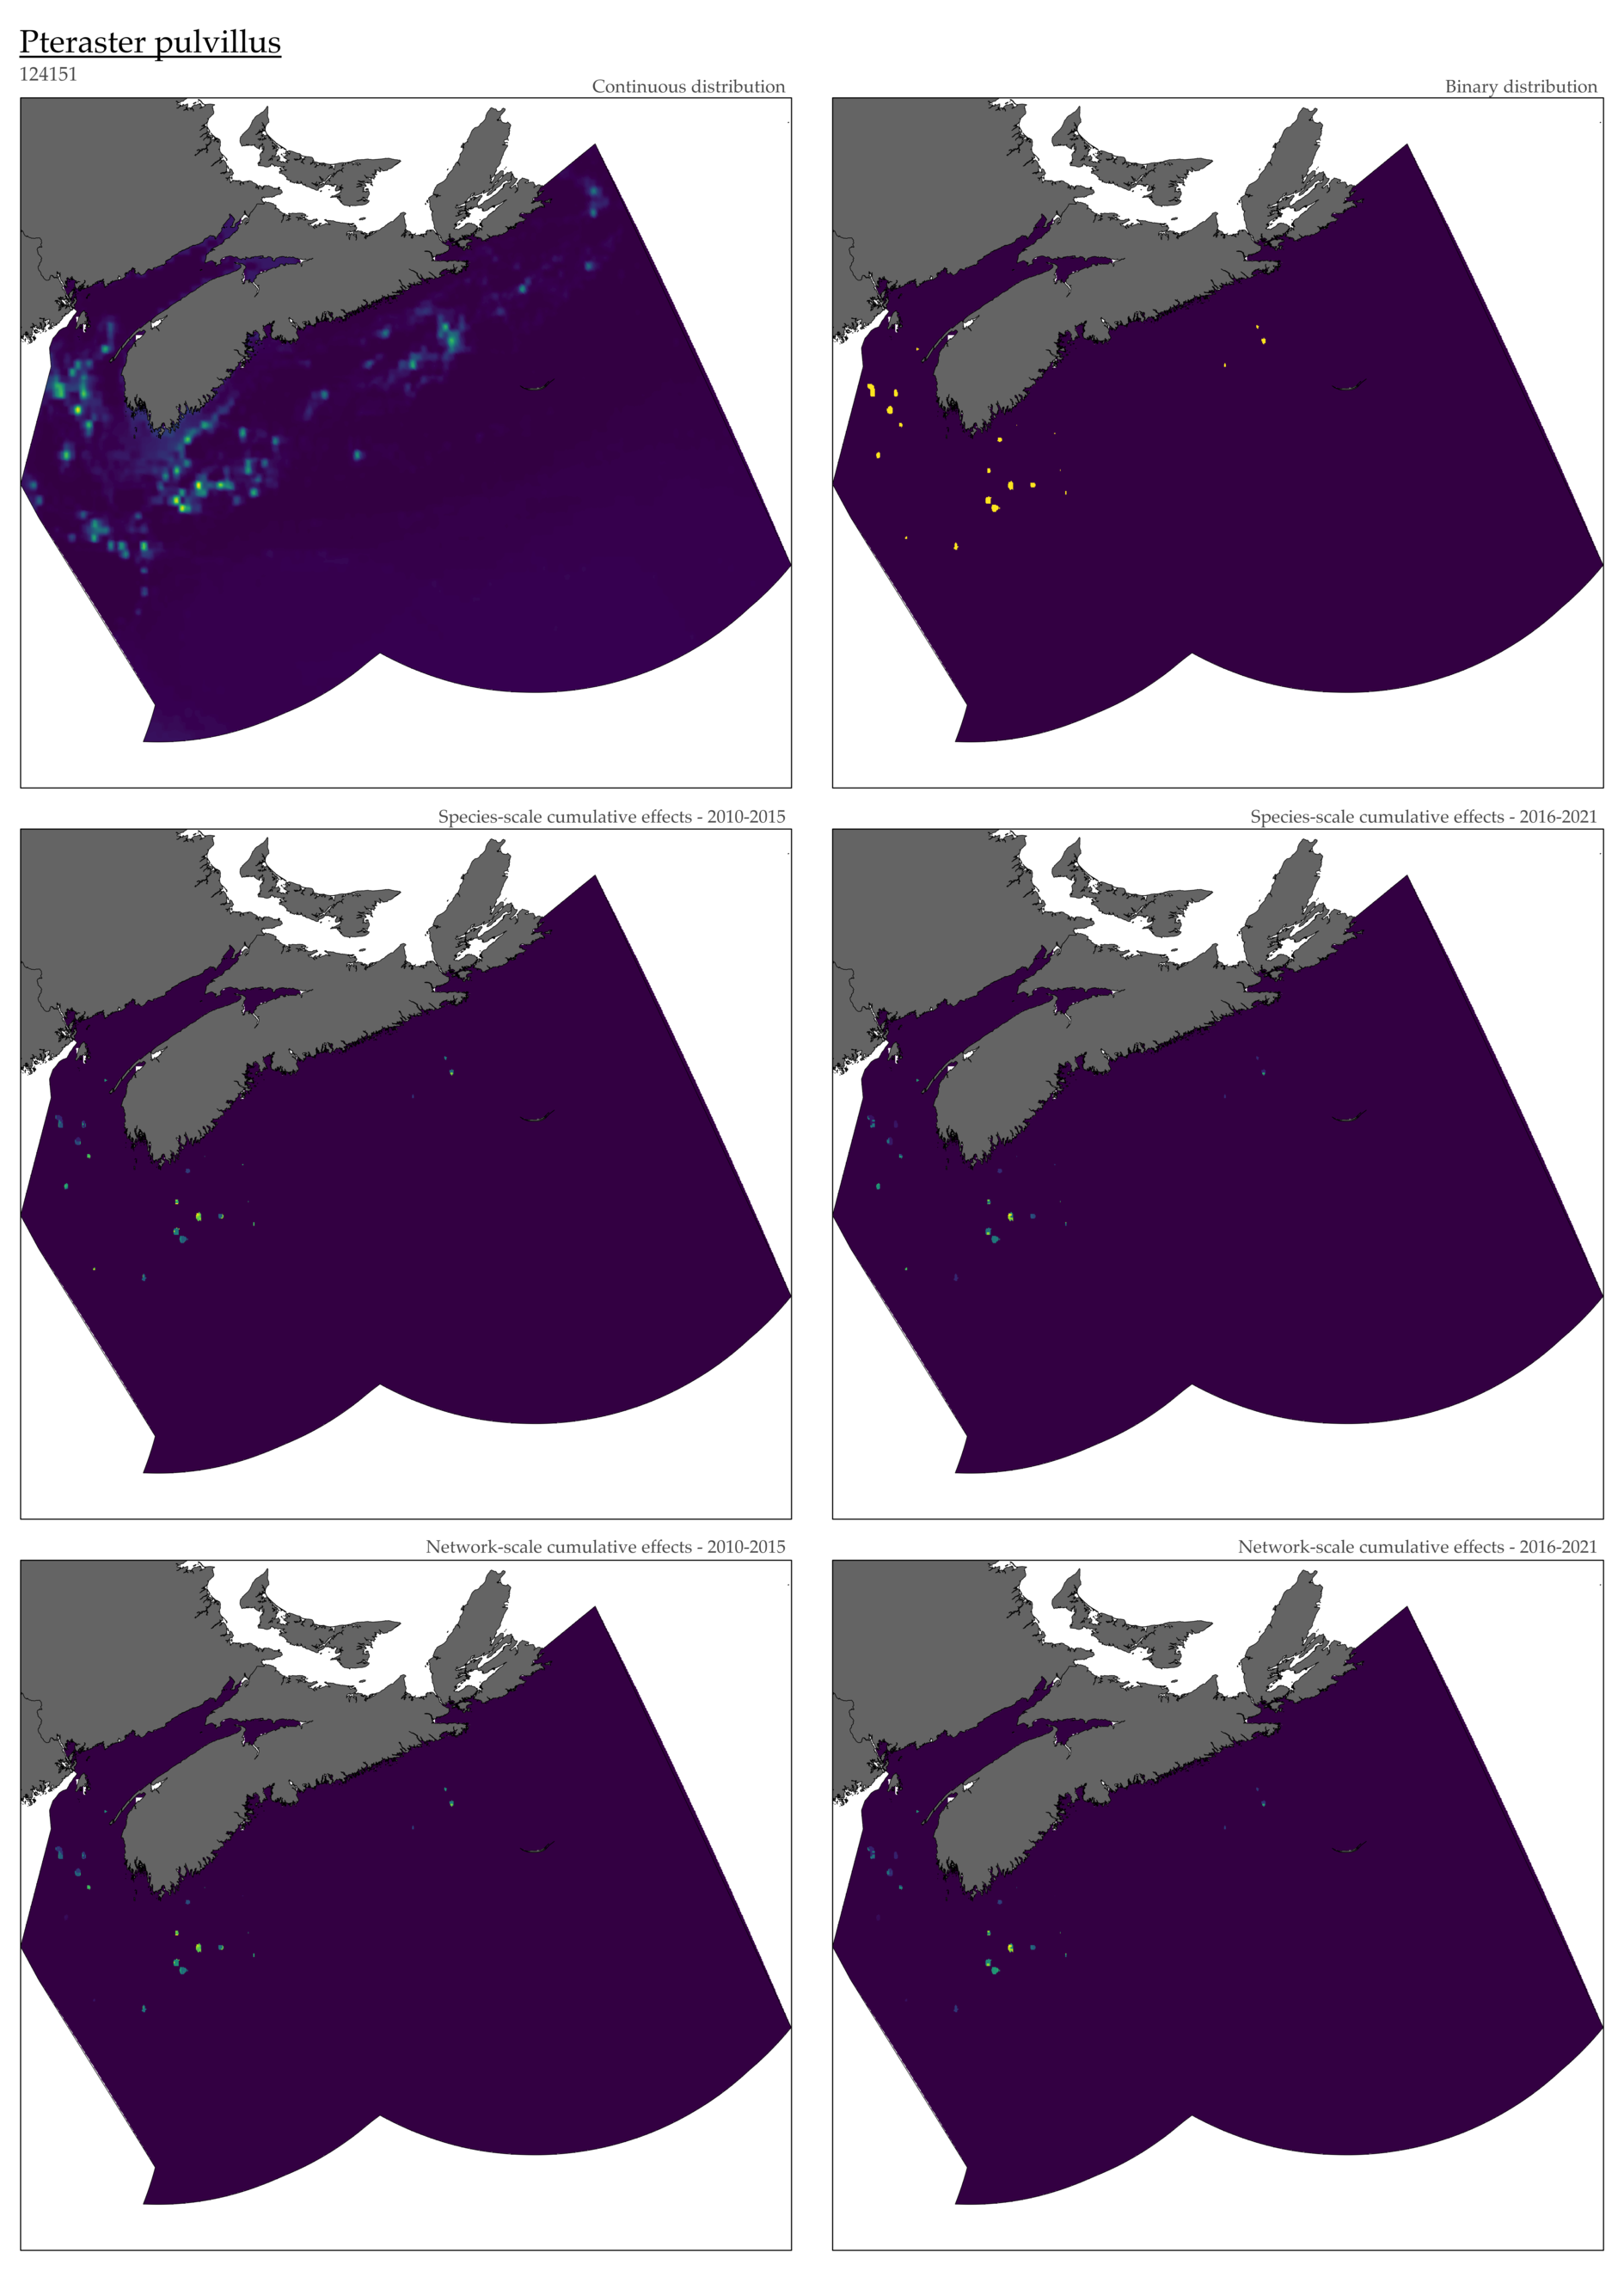 Pteraster pulvillus
124151
Continuous distribution
Binary distribution
Species-scale cumulative effects - 2010-2015
Species-scale cumulative effects - 2016-2021
Network-scale cumulative effects - 2010-2015
Network-scale cumulative effects - 2016-2021